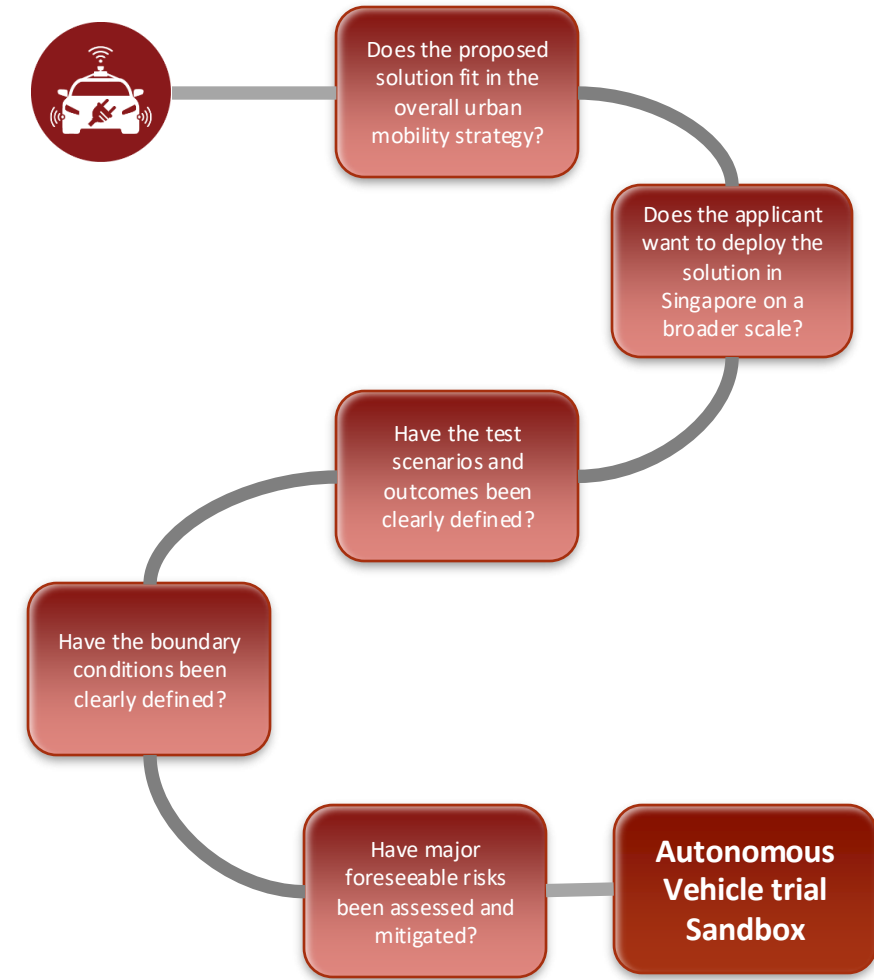 Does the proposed
solution fit in the
overall urban
mobility strategy?
Does the applicant
want to deploy the
solution in
Singapore on a
broader scale?
Have the test
scenarios and
outcomes been
clearly defined?
Have the boundary
conditions been
clearly defined?
Have major
foreseeable risks
been assessed and
mitigated?
Autonomous
Vehicle trial
Sandbox